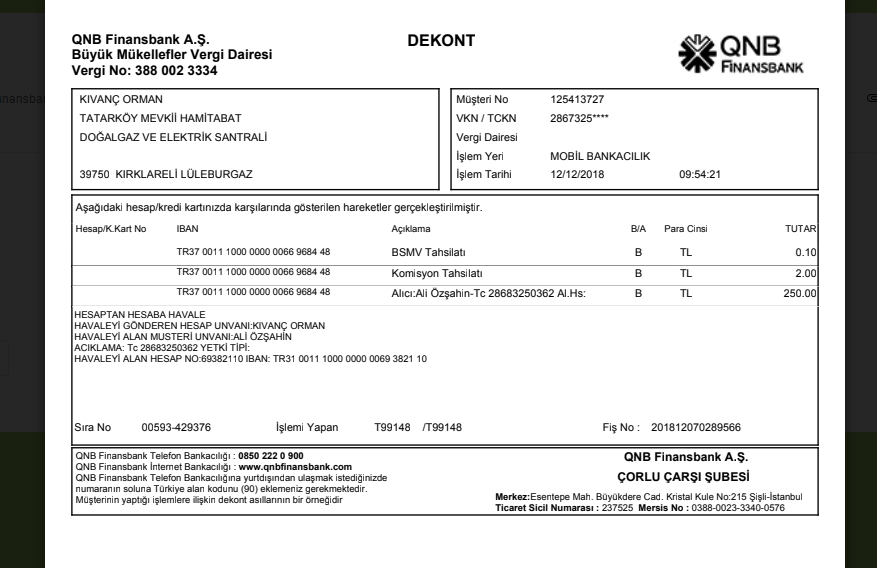 QNB Finansbank A.Ş.
Büyük Mükellefler Vergi Dairesi
Vergi No: 388 002 3334
DEKONT
QNB
FİNANSBANK
KIVANÇ ORMAN
TATARKÖY MEVKİİ HAMİTABAT
DOĞALGAZ VE ELEKTRİK SANTRALİ
39750 KIRKLARELİ LÜLEBURGAZ
Müşteri No 125413727
VKN / TCKN 2867325****
Vergi Dairesi
İşlem Yeri MOBİL BANKACILIK
İşlem Tarihi 12/12/2018 09:54:21
Aşağıdaki hesap/kredi kartınızda karşılarında gösterilen hareketler gerçekleştirilmiştir.
Hesap/K.Kart No IBAN Açıklama B/A Para Cinsi TUTAR
TR37 0011 1000 0000 0066 9684 48 BSMV Tahsilatı B TL 0.10
TR37 0011 1000 0000 0066 9684 48 Komisyon Tahsilatı B TL 2.00
TR37 0011 1000 0000 0066 9684 48 Alıcı:Ali Özşahin-Tc 28683250362 Al.Hs: B TL 250.00
HESAPTAN HESABA HAVALE
HAVALEYİ GÖNDEREN HESAP UNVANI:KIVANÇ ORMAN
HAVALEYİ ALAN MUSTERİ UNVANI:ALİ ÖZŞAHİN
ACIKLAMA: Tc 28683250362 YETKİ TİPİ:
HAVALEYİ ALAN HESAP NO:69382110 IBAN: TR31 0011 1000 0000 0069 3821 10
Sıra No 00593-429376 İşlemi Yapan T99148 /T99148 Fiş No : 201812070289566
QNB Finansbank Telefon Bankacılığı : 0850 222 0 900
QNB Finansbank İnternet Bankacılığı : www.qnbfinansbank.com
QNB Finansbank Telefon Bankacılığına yurtdışından ulaşmak istediğinizde
numaranın soluna Türkiye alan kodunu (90) eklemeniz gerekmektedir.
Müşterinin yaptığı işlemlere ilişkin dekont asıllarının bir örneğidir
QNB Finansbank A.Ş.
ÇORLU ÇARŞI ŞUBESİ
Merkez:Esentepe Mah. Büyükdere Cad. Kristal Kule No:215 Şişli-İstanbul
Ticaret Sicil Numarası : 237525 Mersis No : 0388-0023-3340-0576